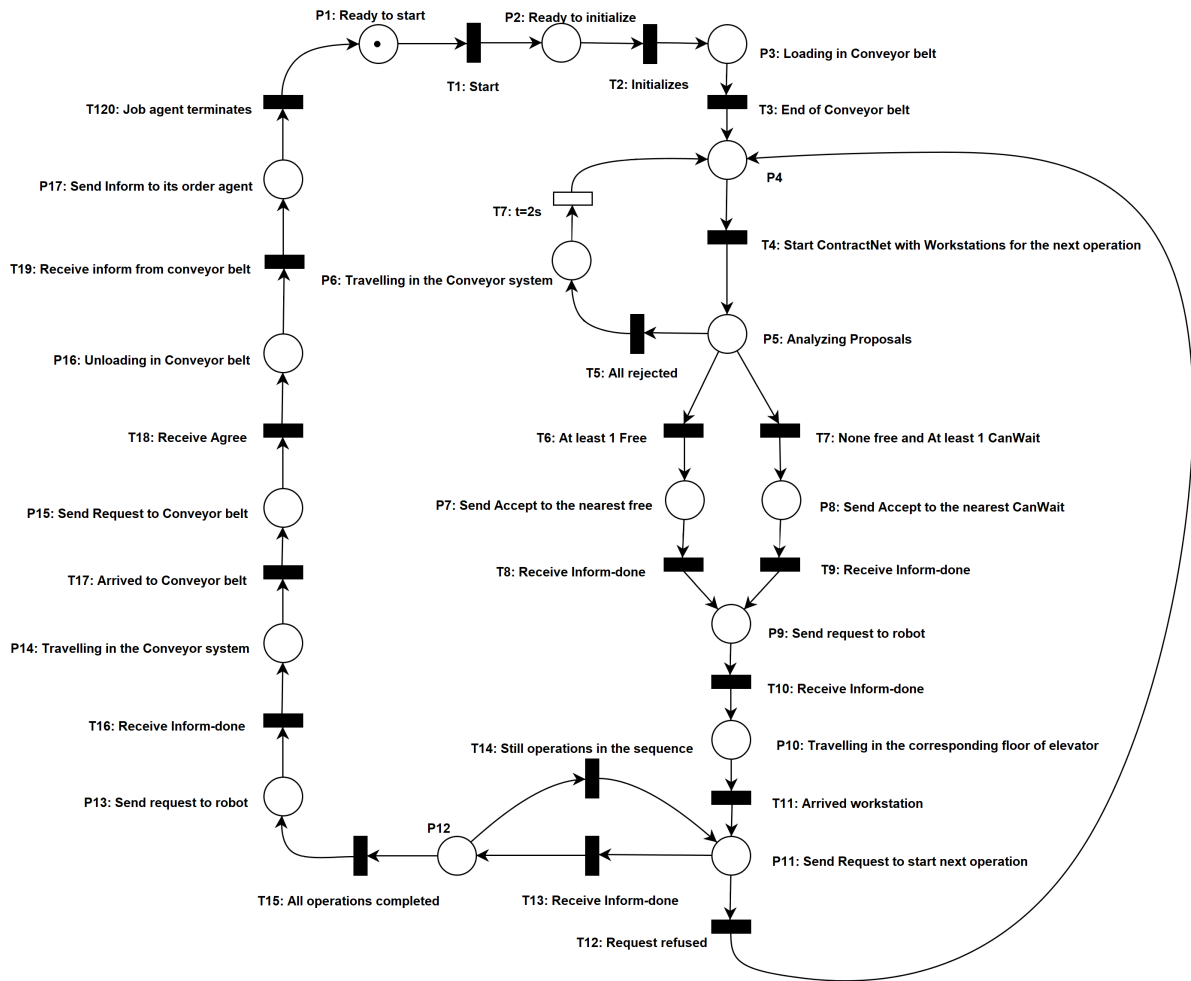 P1: Ready to start
P2: Ready to initialize
P3: Loading in Conveyor belt
T1: Start
T2: Initializes
T120: Job agent terminates
T3: End of Conveyor belt
P17: Send Inform to its order agent
P4
T7: t=2s
T4: Start ContractNet with Workstations for the next operation
T19: Receive inform from conveyor belt
P6: Travelling in the Conveyor system
P16: Unloading in Conveyor belt
P5: Analyzing Proposals
T5: All rejected
T18: Receive Agree
T6: At least 1 Free
T7: None free and At least 1 CanWait
P15: Send Request to Conveyor belt
P7: Send Accept to the nearest free
P8: Send Accept to the nearest CanWait
T17: Arrived to Conveyor belt
T8: Receive Inform-done
T9: Receive Inform-done
P14: Travelling in the Conveyor system
P9: Send request to robot
T10: Receive Inform-done
T16: Receive Inform-done
T14: Still operations in the sequence
P10: Travelling in the corresponding floor of elevator
P13: Send request to robot
T11: Arrived workstation
P12
P11: Send Request to start next operation
T15: All operations completed
T13: Receive Inform-done
T12: Request refused